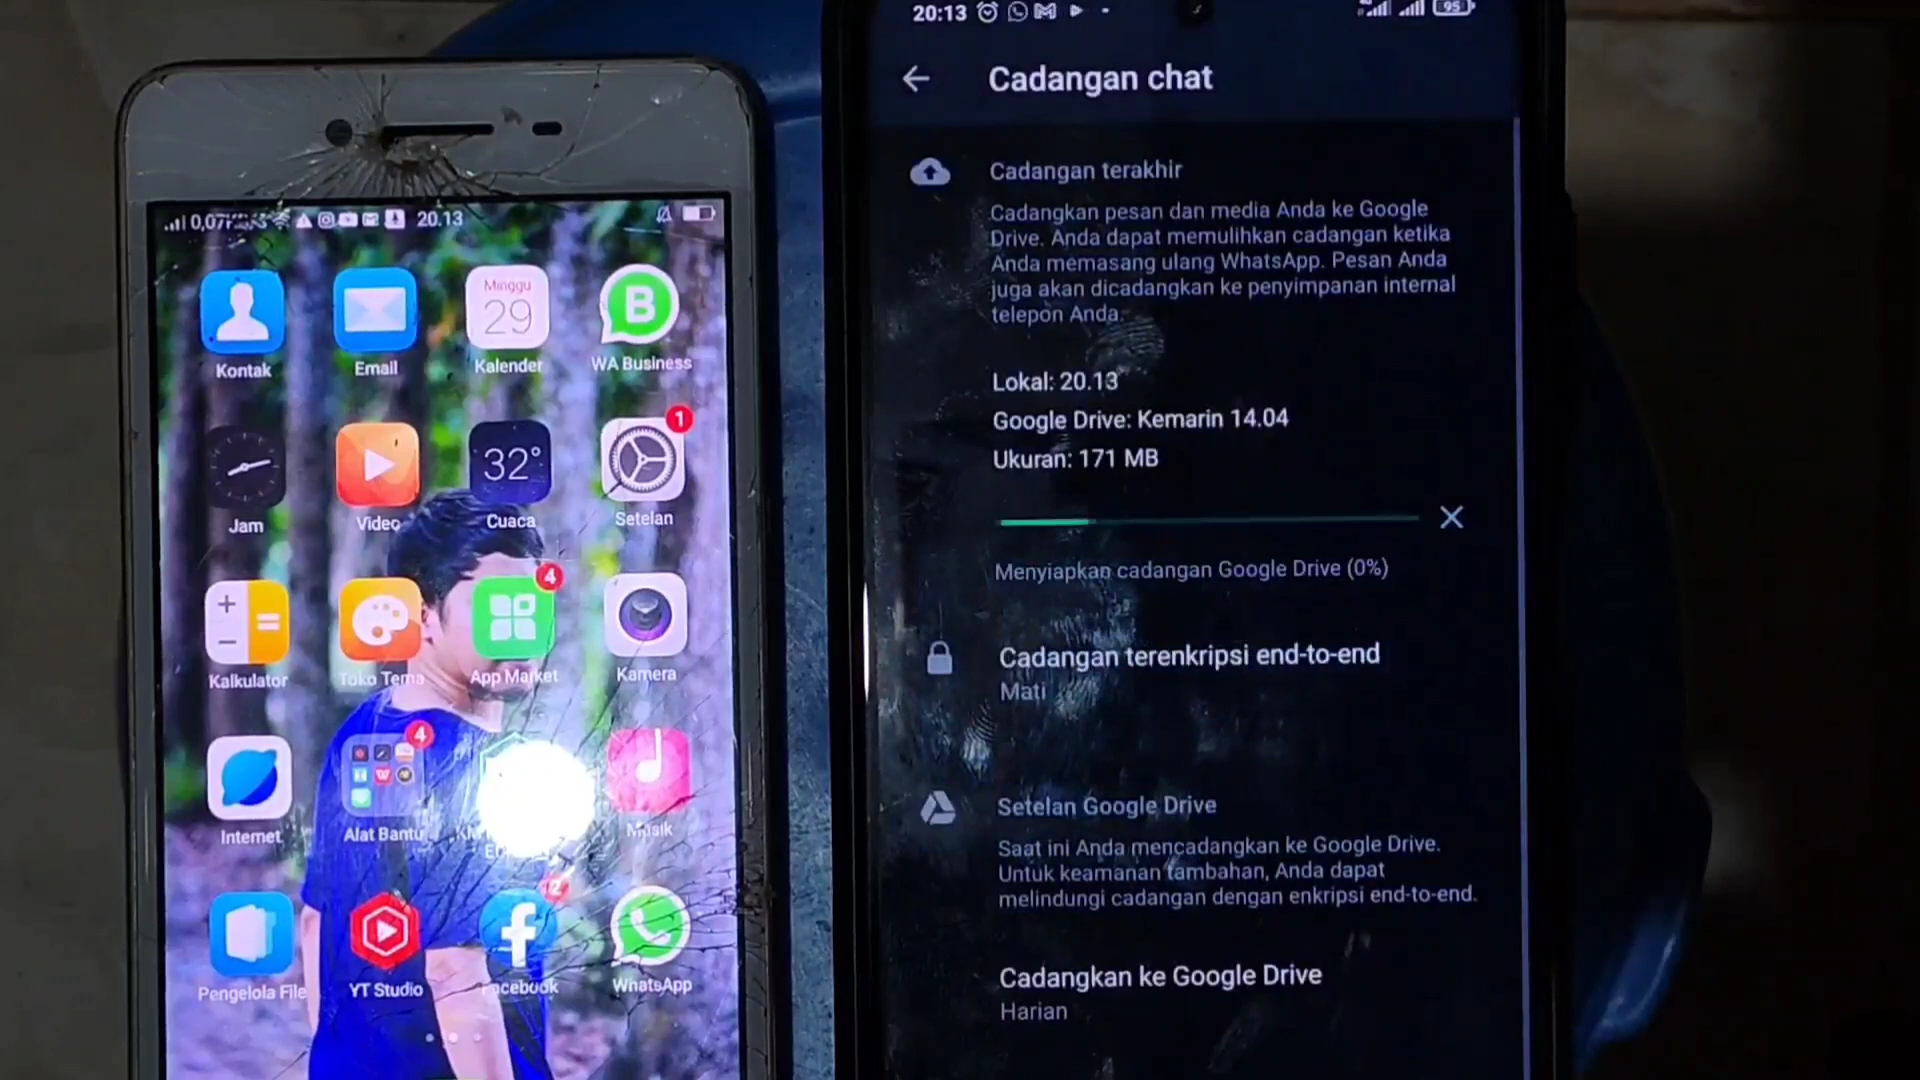 20.13
Minggu
29
B
Kontak
Email
Kalender
WA Business
32°
1
Jam
Video
Cuaca
Setelan
4
Kalkulator
Toko Tema
App Market
Kamera
4
Internet
Alat Bantu
Musik
12
Pengelola File
YT Studio
Facebook
WhatsApp
20:13
95
Cadangan chat
Cadangan terakhir
Cadangkan pesan dan media Anda ke Google
Drive. Anda dapat memulihkan cadangan ketika
Anda memasang ulang WhatsApp. Pesan Anda
juga akan dicadangkan ke penyimpanan internal
telepon Anda.
Lokal: 20.13
Google Drive: Kemarin 14.04
Ukuran: 171 MB
Menyiapkan cadangan Google Drive (0%)
Cadangan terenkripsi end-to-end
Mati
Setelan Google Drive
Saat ini Anda mencadangkan ke Google Drive.
Untuk keamanan tambahan, Anda dapat
melindungi cadangan dengan enkripsi end-to-end.
Cadangkan ke Google Drive
Harian